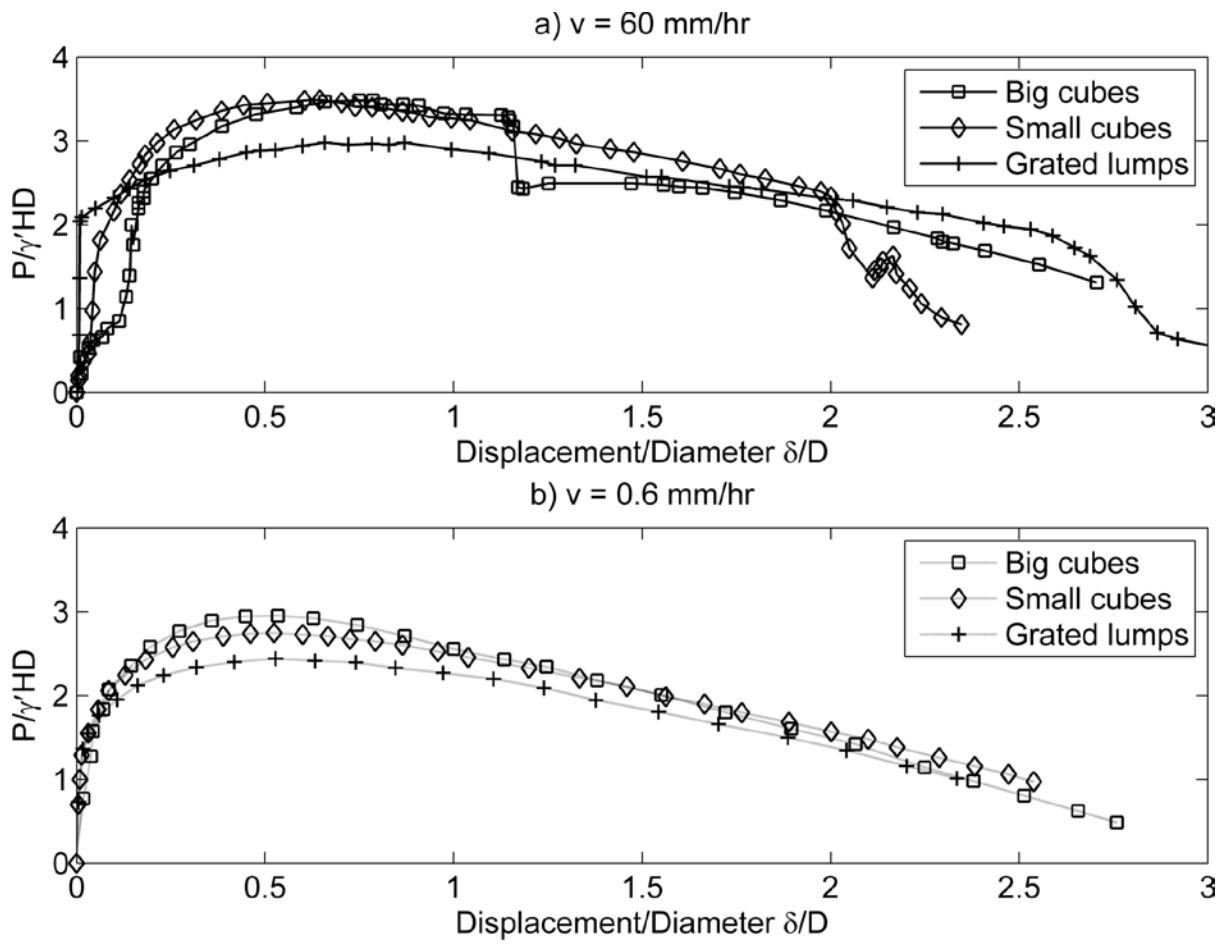 a) v = 60 mm/hr
4
3
2
1
0
P/γ'HD
Big cubes
Small cubes
Grated lumps
0 0.5 1 1.5 2 2.5 3
Displacement/Diameter δ/D
b) v = 0.6 mm/hr
4
3
2
1
0
P/γ'HD
Big cubes
Small cubes
Grated lumps
0 0.5 1 1.5 2 2.5 3
Displacement/Diameter δ/D